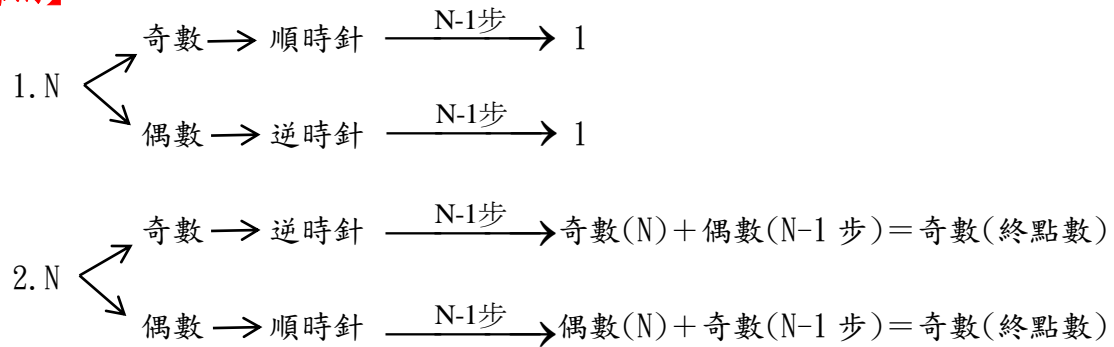 】
奇數 → 順時針 N-1步 → 1
1.N
偶數 → 逆時針 N-1步 → 1
奇數 → 逆時針 N-1步 → 奇數(N)+偶數(N-1 步)=奇數(終點數)
2.N
偶數 → 順時針 N-1步 → 偶數(N)+奇數(N-1 步)=奇數(終點數)